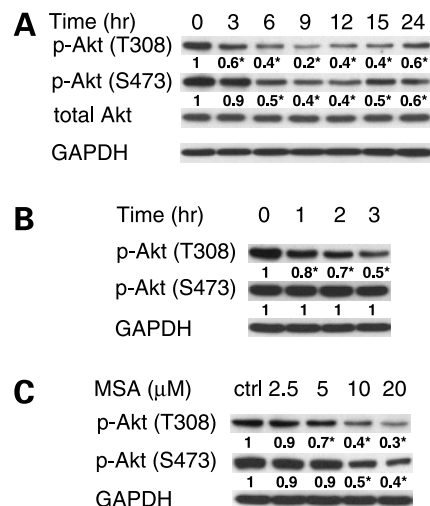 A Time (hr) 0 3 6 9 12 15 24
p-Akt (T308)
1 0.6* 0.4* 0.2* 0.4* 0.4* 0.6*
p-Akt (S473)
1 0.9 0.5* 0.4* 0.4* 0.5* 0.6*
total Akt
GAPDH
B Time (hr) 0 1 2 3
p-Akt (T308)
1 0.8* 0.7* 0.5*
p-Akt (S473)
1 1 1 1
GAPDH
C MSA (μM) ctrl 2.5 5 10 20
p-Akt (T308)
1 0.9 0.7* 0.4* 0.3*
p-Akt (S473)
1 0.9 0.9 0.5* 0.4*
GAPDH